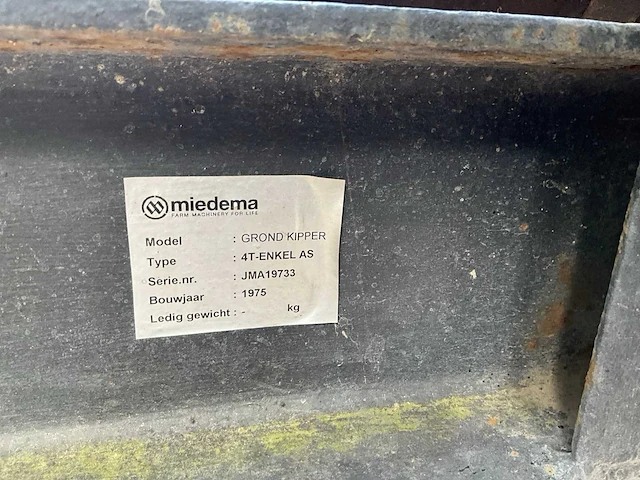 miedema
FARM MACHINERY FOR LIFE
Model : GROND KIPPER
Type : 4T-ENKEL AS
Serie.nr. : JMA19733
Bouwjaar : 1975
Ledig gewicht : - kg